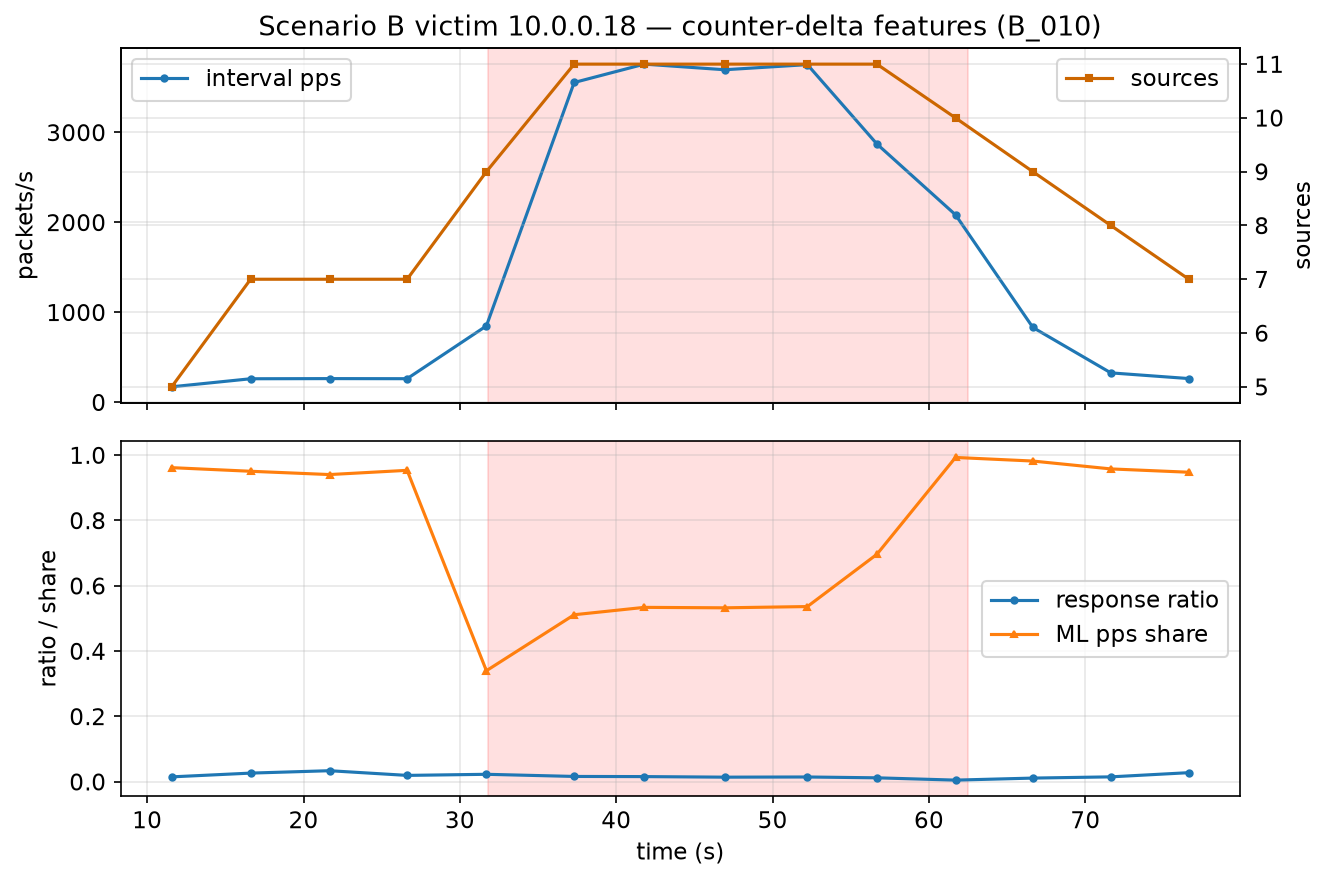 Scenario B victim 10.0.0.18 — counter-delta features (B_010)
interval pps
sources
packets/s
3000
2000
1000
0
11
10
9
8
7
6
5
sources
ratio / share
1.0
0.8
0.6
0.4
0.2
0.0
response ratio
ML pps share
10 20 30 40 50 60 70
time (s)